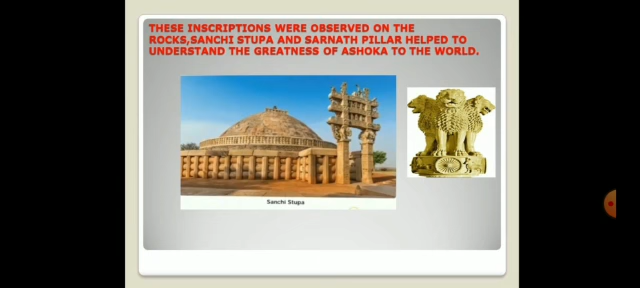 THESE INSCRIPTIONS WERE OBSERVED ON THE
ROCKS,SANCHI STUPA AND SARNATH PILLAR HELPED TO
UNDERSTAND THE GREATNESS OF ASHOKA TO THE WORLD.
Sanchi Stupa